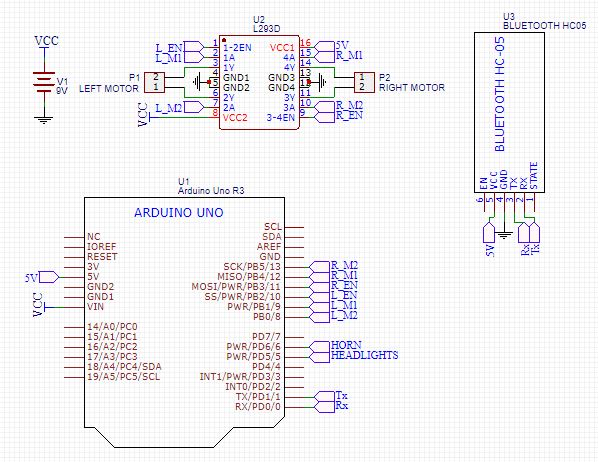 VCC
V1
9V
U2
L293D
L_EN 1 1-2EN VCC1 16 5V
L_M1 2 1A 4A 15 R_M1
3 1Y 4Y 14
4 GND1 GND3 13
5 GND2 GND4 12
6 2Y 3Y 11
L_M2 7 2A 3A 10 R_M2
VCC 8 VCC2 3-4EN 9 R_EN
P1
2
1
LEFT MOTOR
P2
1
2
RIGHT MOTOR
U3
BLUETOOTH HC05
BLUETOOTH HC-05
EN VCC GND TX RX STATE
6 5 4 3 2 1
5V Rx Tx
U1
Arduino Uno R3
ARDUINO UNO
SCL
NC SDA
IOREF AREF
RESET GND
3V SCK/PB5/13 R_M2
5V 5V MISO/PB4/12 R_M1
GND2 MOSI/PWR/PB3/11 R_EN
GND1 SS/PWR/PB2/10 L_EN
VCC VIN PWR/PB1/9 L_M1
PB0/8 L_M2
14/A0/PC0
15/A1/PC1 PD7/7
16/A2/PC2 PWR/PD6/6 HORN
17/A3/PC3 PWR/PD5/5 HEADLIGHTS
18/A4/PC4/SDA PD4/4
19/A5/PC5/SCL INT1/PWR/PD3/3
INT0/PD2/2
TX/PD1/1 Tx
RX/PD0/0 Rx